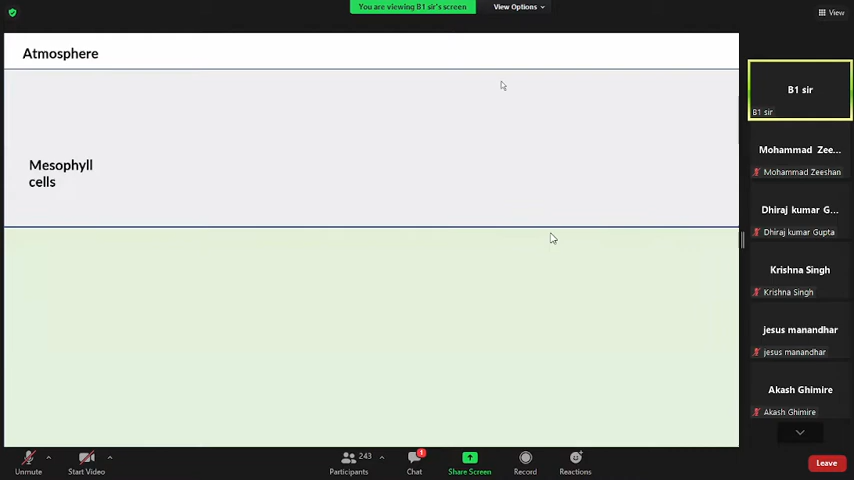 You are viewing B1 sir's screen
View Options
View
Atmosphere
Mesophyll
cells
B1 sir
B1 sir
Mohammad Zee...
Mohammad Zeeshan
Dhiraj kumar G...
Dhiraj kumar Gupta
Krishna Singh
Krishna Singh
jesus manandhar
jesus manandhar
Akash Ghimire
Akash Ghimire
Unmute
Start Video
243
Participants
1
Chat
Share Screen
Record
Reactions
Leave